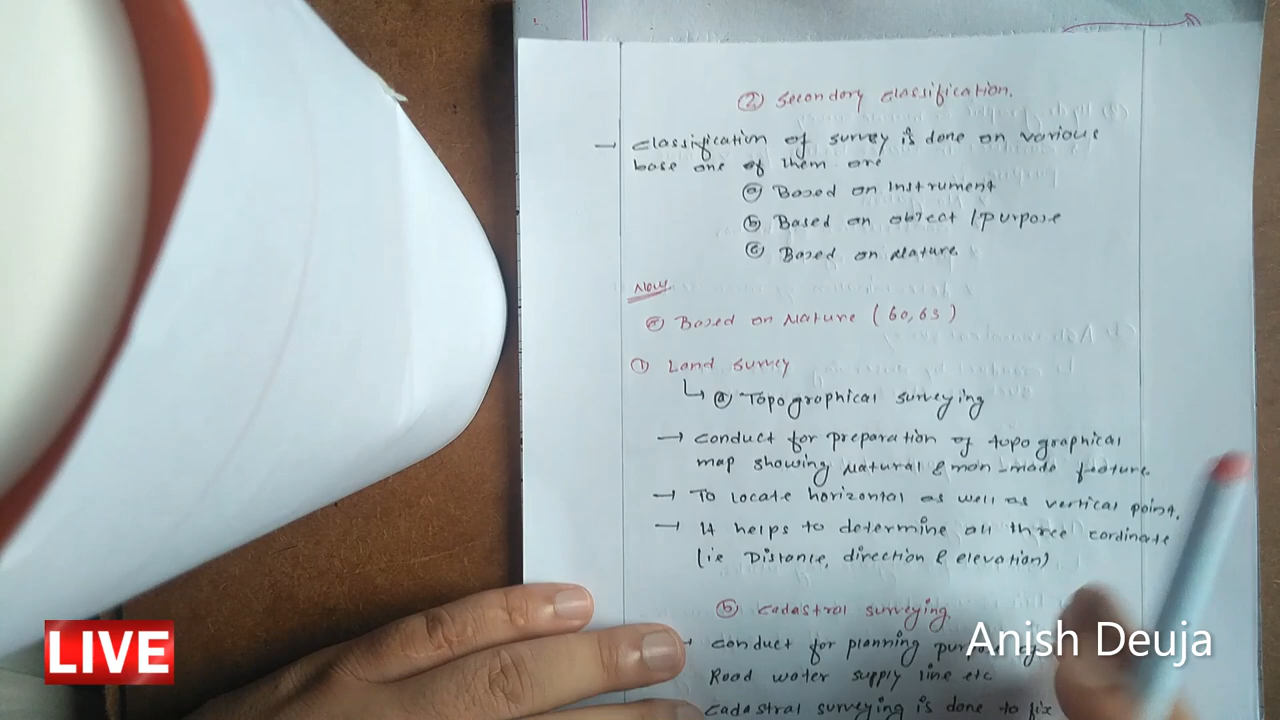 ② Secondary classification.
→ classification of survey is done on various
base one of them are
ⓐ Based on instrument
ⓑ Based on object / purpose
ⓒ Based on Nature
Now
ⓒ Based on Nature (60,63)
① Land survey
↳ ⓐ Topographical surveying
→ conduct for preparation of topographical
map showing natural & man-made feature
→ To locate horizontal as well as vertical point.
→ It helps to determine all three cordinate
(ie Distance, direction & elevation)
ⓑ cadastral surveying
→ conduct for planning
Road water supply line etc
cadastral surveying is done to fix
LIVE
Anish Deuja